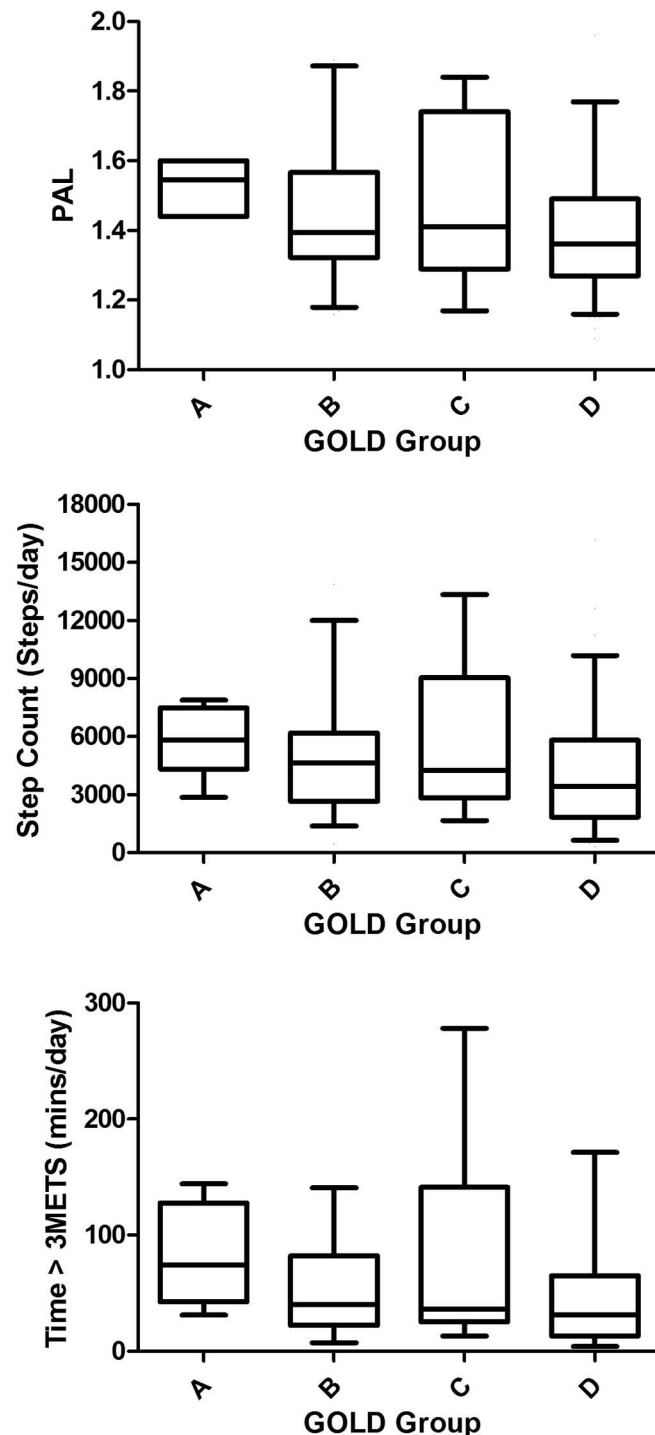 2.0
1.8
1.6
1.4
1.2
1.0
PAL
A B C D
GOLD Group
18000
15000
12000
9000
6000
3000
0
Step Count (Steps/day)
A B C D
GOLD Group
300
200
100
0
Time > 3METS (mins/day)
A B C D
GOLD Group